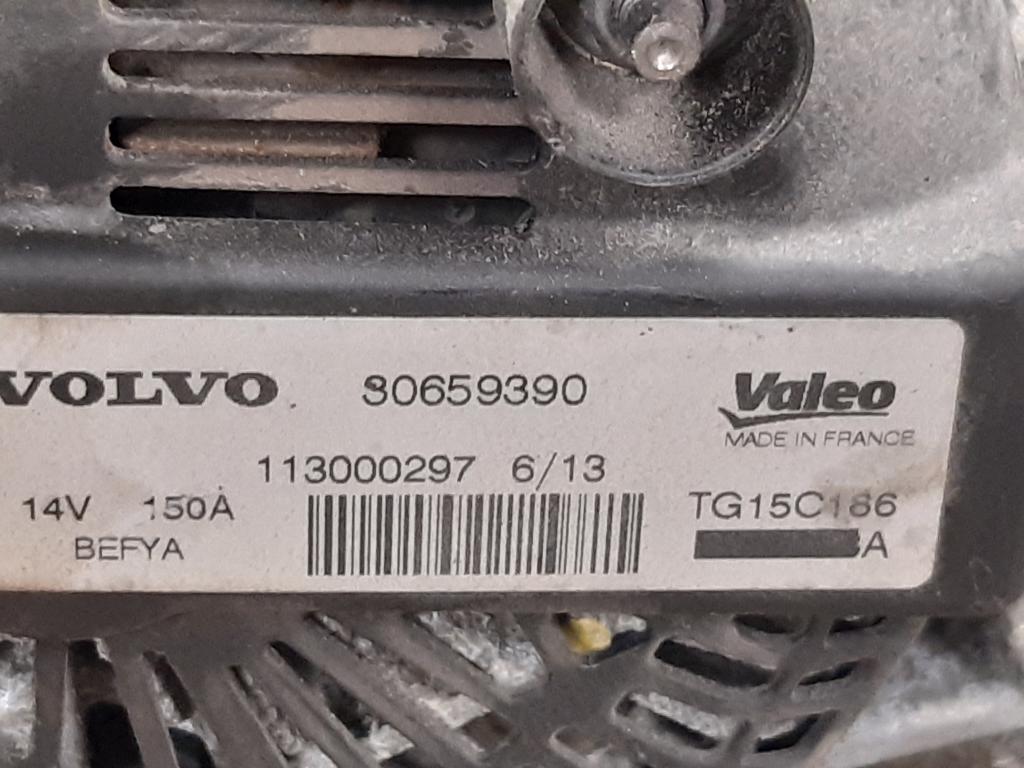 VOLVO 30659390
Valeo
MADE IN FRANCE
113000297 6/13
14V 150A
TG15C186
BEFYA
A